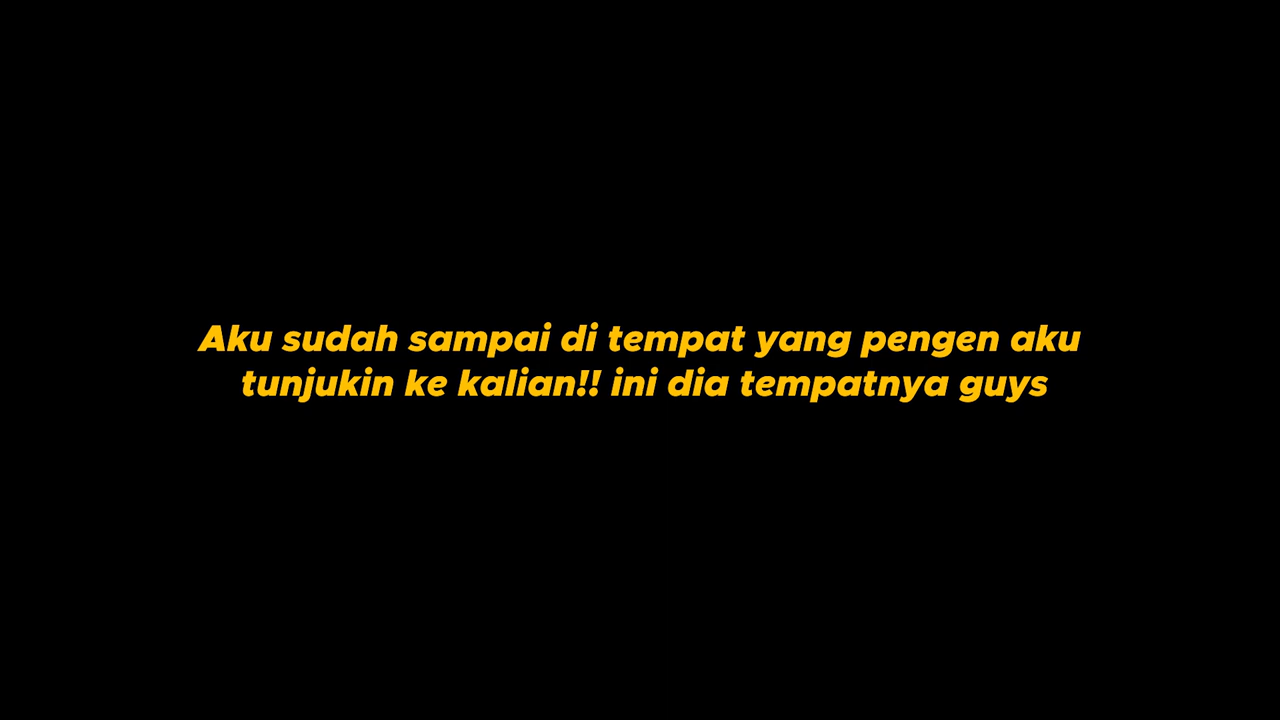 Aku sudah sampai di tempat yang pengen aku
tunjukin ke kalian!! ini dia tempatnya guys